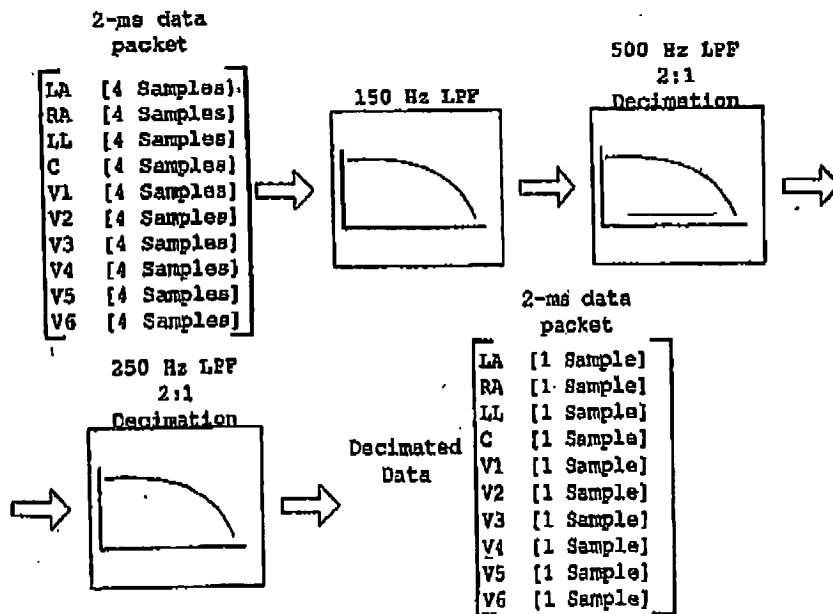 2-ms data
packet
LA [4 Samples]
RA [4 Samples]
LL [4 Samples]
C [4 Samples]
V1 [4 Samples]
V2 [4 Samples]
V3 [4 Samples]
V4 [4 Samples]
V5 [4 Samples]
V6 [4 Samples]
150 Hz LPF
500 Hz LPF
2:1
Decimation
250 Hz LPF
2:1
Decimation
Decimated
Data
2-ms data
packet
LA [1 Sample]
RA [1 Sample]
LL [1 Sample]
C [1 Sample]
V1 [1 Sample]
V2 [1 Sample]
V3 [1 Sample]
V4 [1 Sample]
V5 [1 Sample]
V6 [1 Sample]